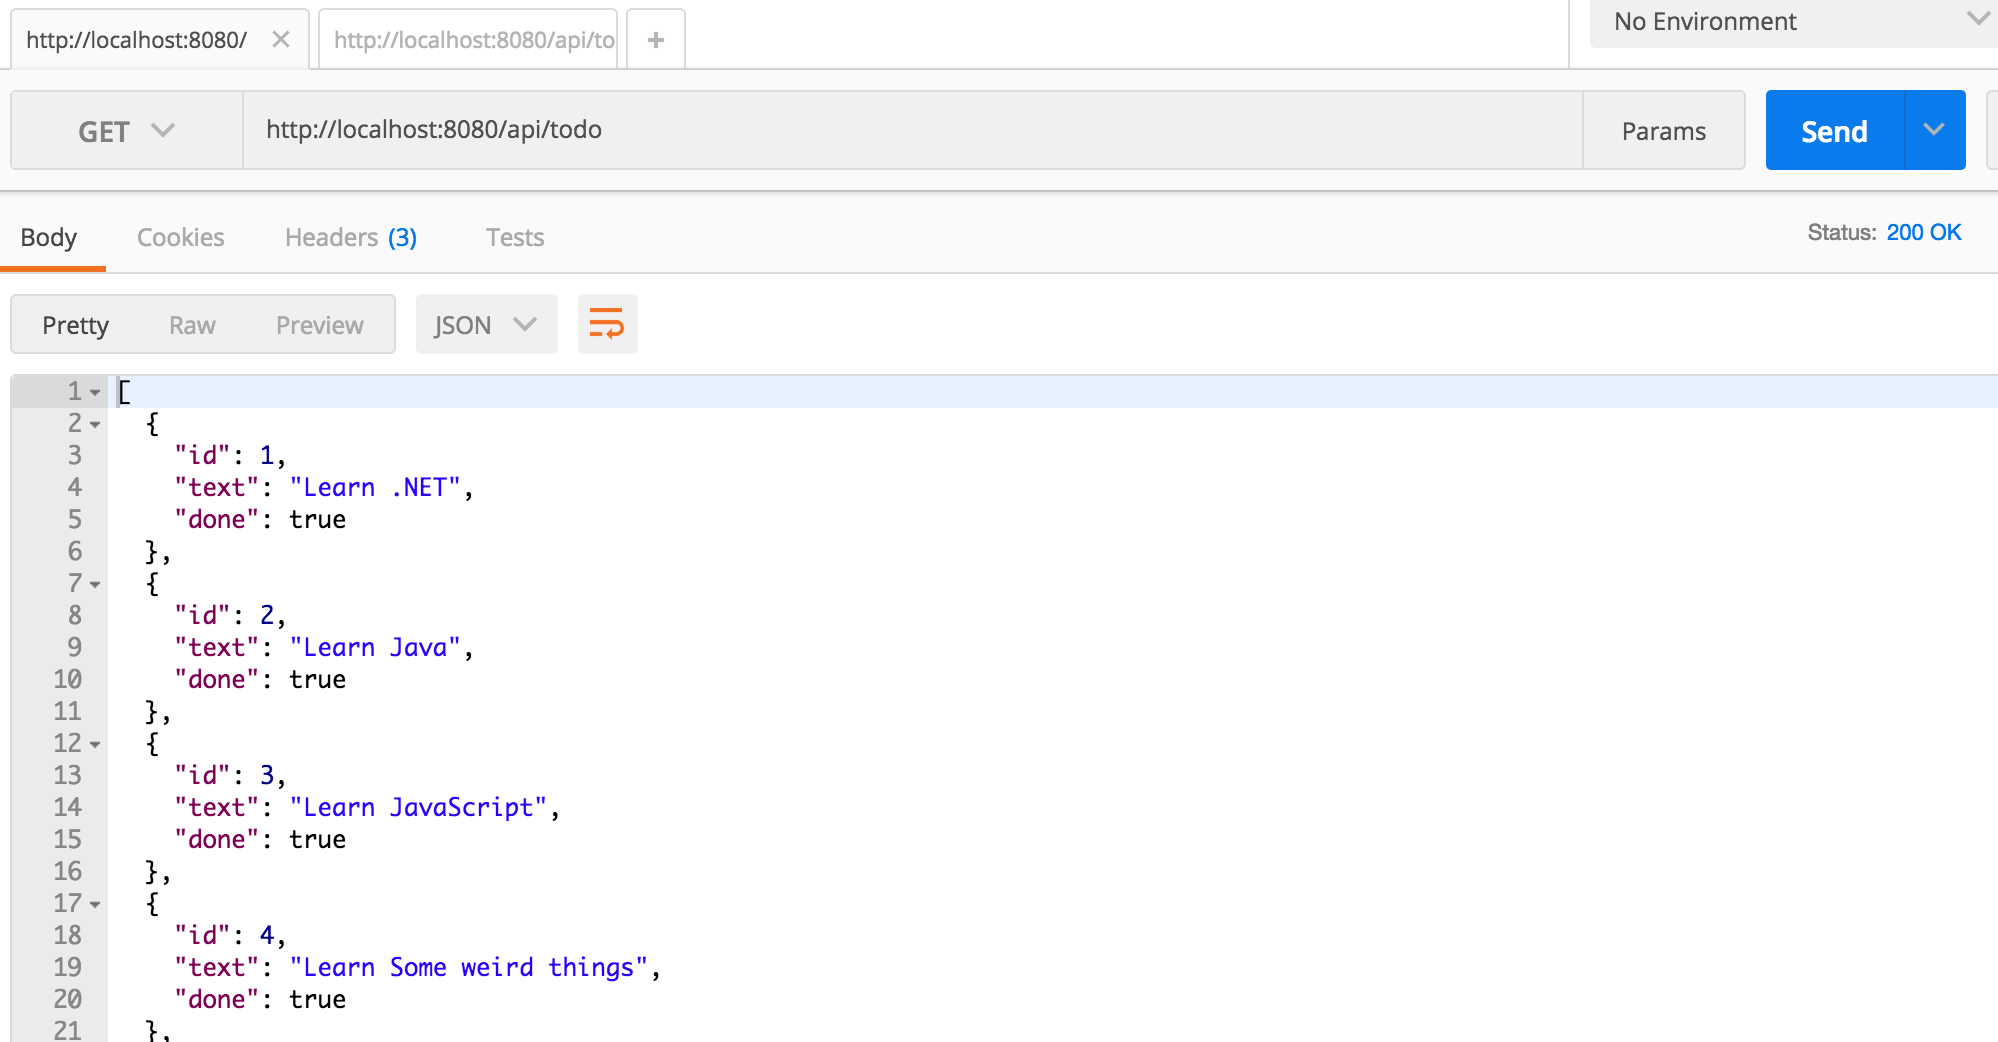 http://localhost:8080/ http://localhost:8080/api/to + No Environment
GET http://localhost:8080/api/todo Params Send
Body Cookies Headers (3) Tests Status: 200 OK
Pretty Raw Preview JSON
1 [
2 {
3 "id": 1,
4 "text": "Learn .NET",
5 "done": true
6 },
7 {
8 "id": 2,
9 "text": "Learn Java",
10 "done": true
11 },
12 {
13 "id": 3,
14 "text": "Learn JavaScript",
15 "done": true
16 },
17 {
18 "id": 4,
19 "text": "Learn Some weird things",
20 "done": true
21 },